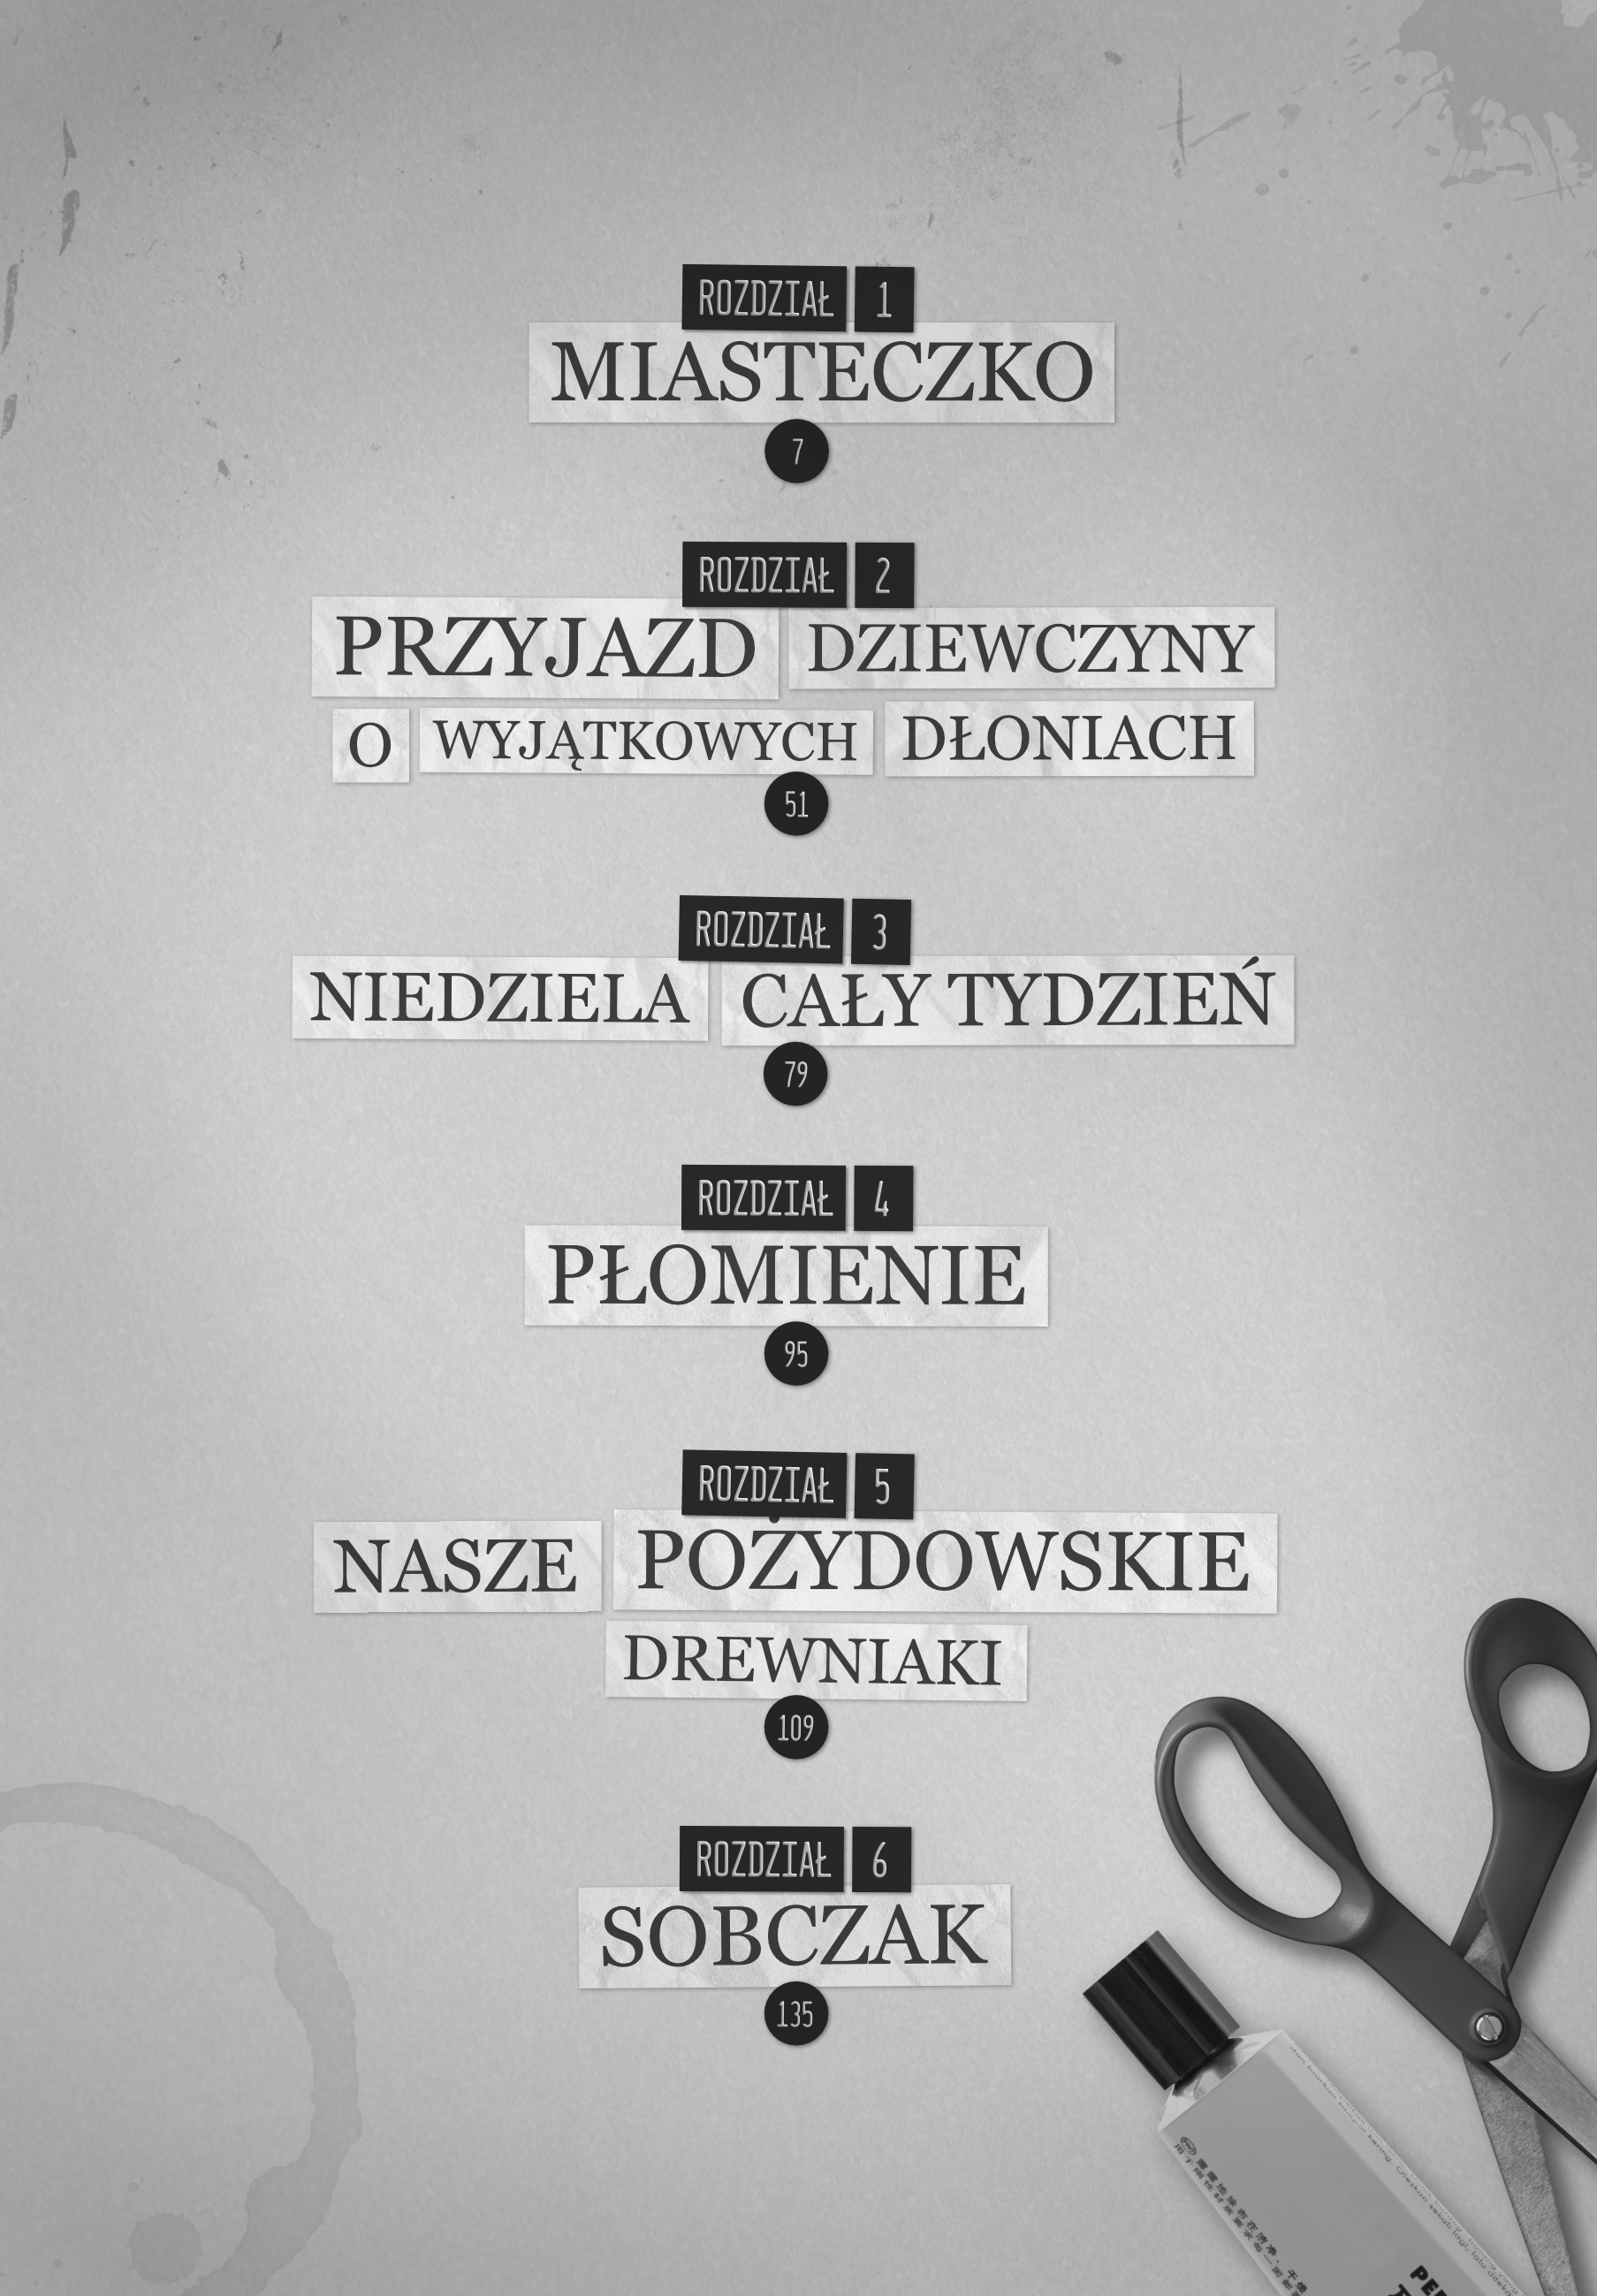 ROZDZIAŁ 1
MIASTECZKO
7
ROZDZIAŁ 2
PRZYJAZD DZIEWCZYNY
O WYJĄTKOWYCH DŁONIACH
51
ROZDZIAŁ 3
NIEDZIELA CAŁY TYDZIEŃ
79
ROZDZIAŁ 4
PŁOMIENIE
95
ROZDZIAŁ 5
NASZE POŻYDOWSKIE
DREWNIAKI
109
ROZDZIAŁ 6
SOBCZAK
135